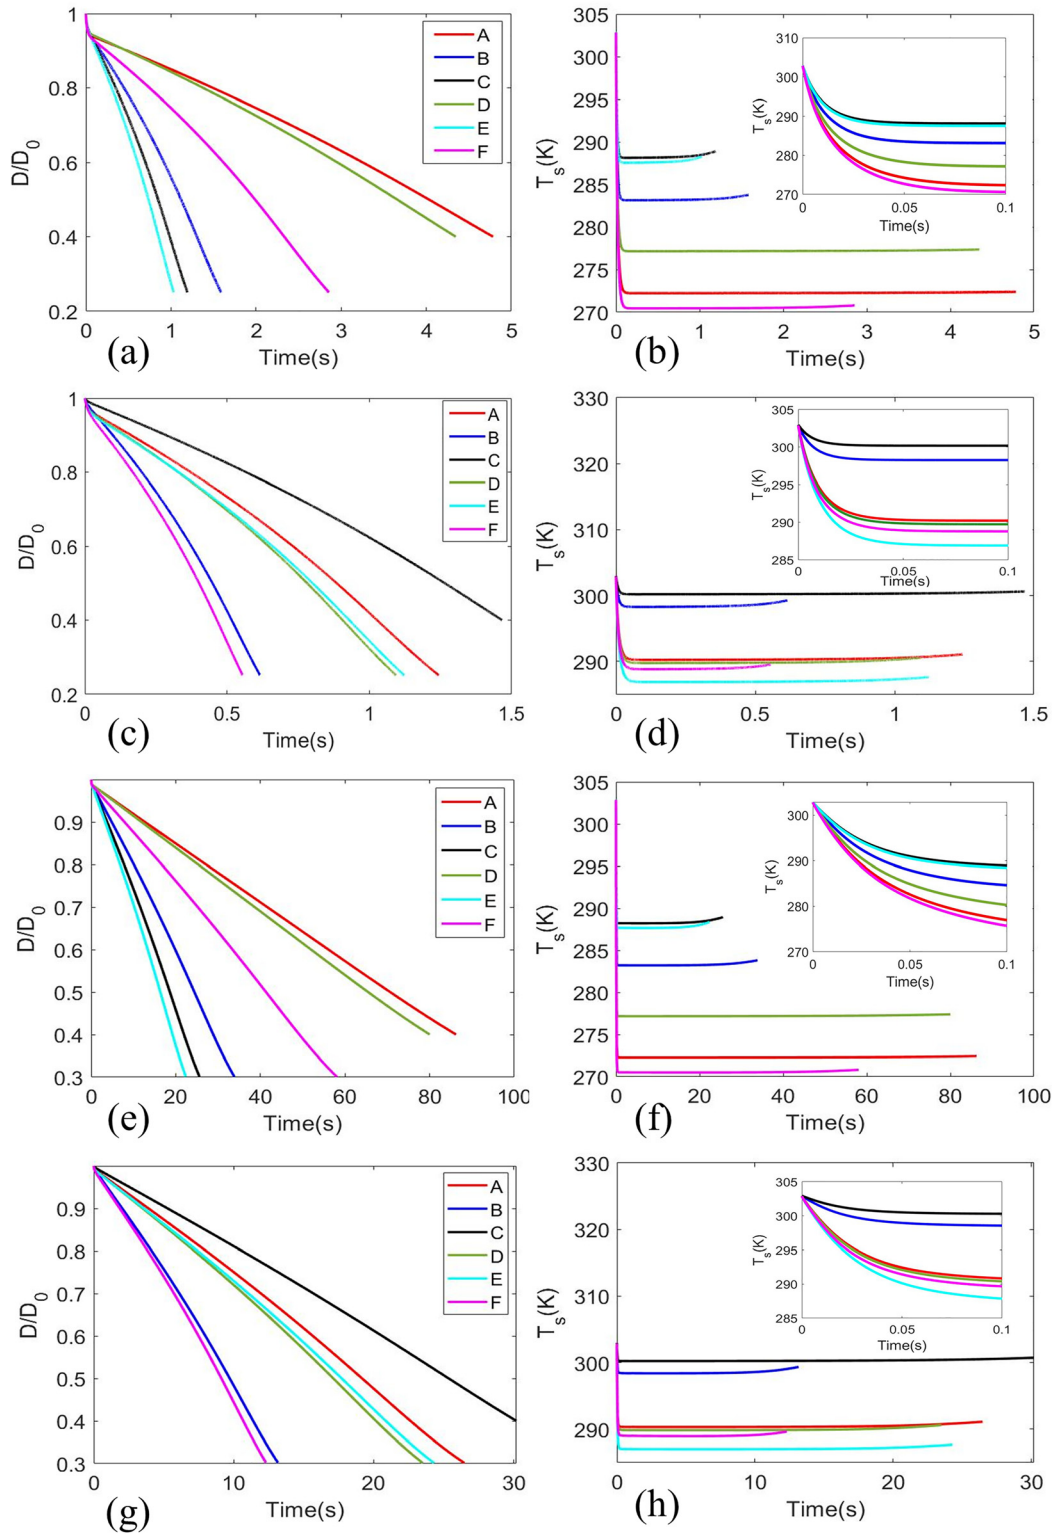 1
0.8
0.6
0.4
0.2
D/D0
A
B
C
D
E
F
0 1 2 3 4 5
(a) Time(s)
305
300
295
290
285
280
275
270
Ts(K)
310
300
290
280
270
Ts(K)
0 0.05 0.1
Time(s)
0 1 2 3 4 5
(b) Time(s)
1
0.8
0.6
0.4
0.2
D/D0
A
B
C
D
E
F
0 0.5 1 1.5
(c) Time(s)
330
320
310
300
290
Ts(K)
305
300
295
290
285
Ts(K)
0 0.05 0.1
Time(s)
0 0.5 1 1.5
(d) Time(s)
0.9
0.8
0.7
0.6
0.5
0.4
0.3
D/D0
A
B
C
D
E
F
0 20 40 60 80 100
(e) Time(s)
305
300
295
290
285
280
275
270
Ts(K)
300
290
280
270
Ts(K)
0 0.05 0.1
Time(s)
0 20 40 60 80 100
(f) Time(s)
0.9
0.8
0.7
0.6
0.5
0.4
0.3
D/D0
A
B
C
D
E
F
0 10 20 30
(g) Time(s)
330
320
310
300
290
Ts(K)
305
300
295
290
285
Ts(K)
0 0.05 0.1
Time(s)
0 10 20 30
(h) Time(s)